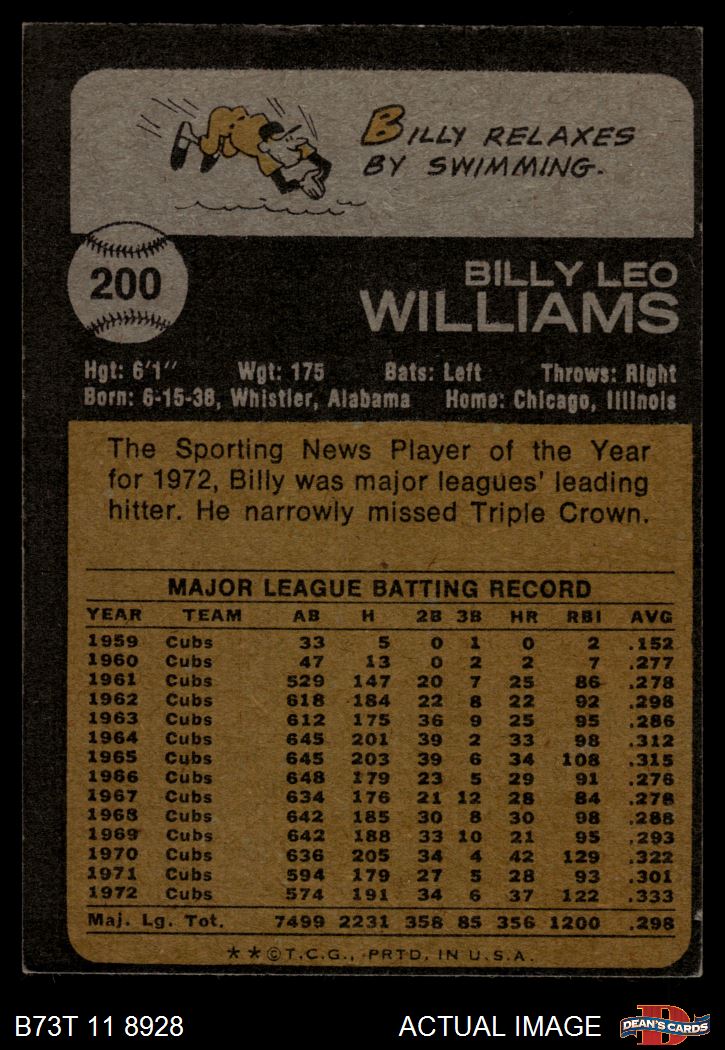 BILLY RELAXES
BY SWIMMING.
200
BILLY LEO
WILLIAMS
Hgt: 6'1" Wgt: 175 Bats: Left Throws: Right
Born: 6-15-38, Whistler, Alabama Home: Chicago, Illinois
The Sporting News Player of the Year
for 1972, Billy was major leagues' leading
hitter. He narrowly missed Triple Crown.
MAJOR LEAGUE BATTING RECORD
YEAR TEAM AB H 2B 3B HR RBI AVG
1959 Cubs 33 5 0 1 0 2 .152
1960 Cubs 47 13 0 2 2 7 .277
1961 Cubs 529 147 20 7 25 86 .278
1962 Cubs 618 184 22 8 22 92 .298
1963 Cubs 612 175 36 9 25 95 .286
1964 Cubs 645 201 39 2 33 98 .312
1965 Cubs 645 203 39 6 34 108 .315
1966 Cubs 648 179 23 5 29 91 .276
1967 Cubs 634 176 21 12 28 84 .278
1968 Cubs 642 185 30 8 30 98 .288
1969 Cubs 642 188 33 10 21 95 .293
1970 Cubs 636 205 34 4 42 129 .322
1971 Cubs 594 179 27 5 28 93 .301
1972 Cubs 574 191 34 6 37 122 .333
Maj. Lg. Tot. 7499 2231 358 85 356 1200 .298
★★©T.C.G., PRTD. IN U.S.A.
B73T 11 8928 ACTUAL IMAGE D DEAN'S CARDS